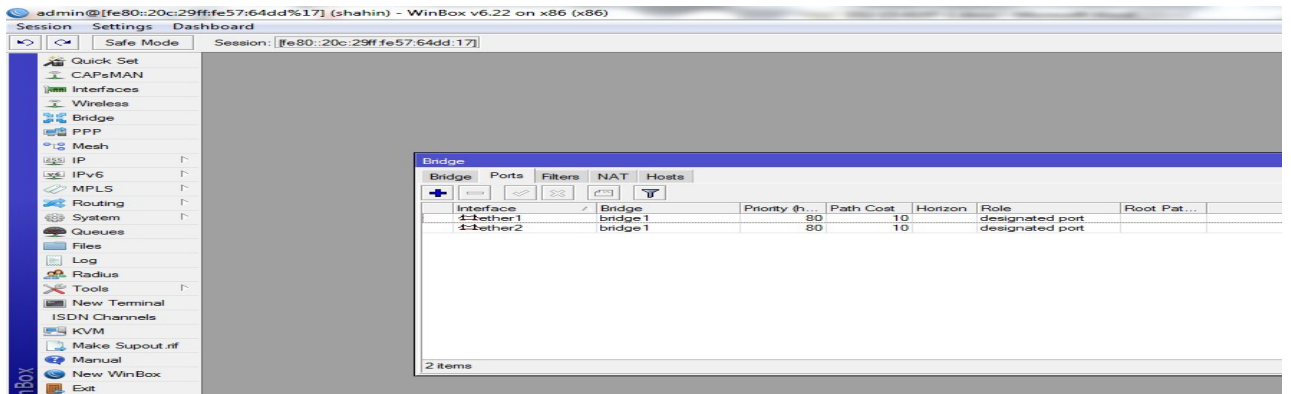 admin@[fe80::20c:29ff:fe57:64dd%17] (shahin) - WinBox v6.22 on x86 (x86)
Session Settings Dashboard
Safe Mode Session: [fe80::20c:29ff:fe57:64dd:17]
Quick Set
CAPsMAN
Interfaces
Wireless
Bridge
PPP
Mesh
IP
IPv6
MPLS
Routing
System
Queues
Files
Log
Radius
Tools
New Terminal
ISDN Channels
KVM
Make Supout.rif
Manual
New WinBox
Exit
Bridge
Bridge Ports Filters NAT Hosts
Interface Bridge Priority (h... Path Cost Horizon Role Root Pat...
ether1 bridge1 80 10 designated port
ether2 bridge1 80 10 designated port
2 items
nBox